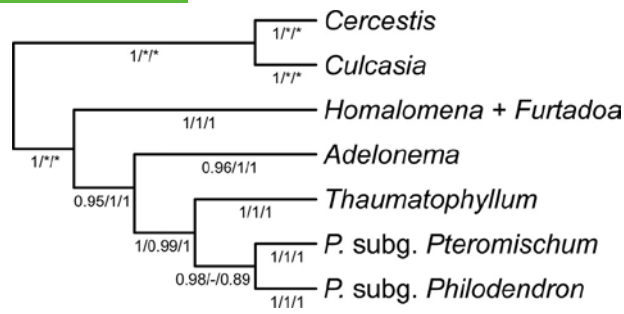 Cercestis
1/*/*
1/*/*
Culcasia
1/*/*
Homalomena + Furtadoa
1/1/1
1/*/*
Adelonema
0.96/1/1
0.95/1/1
Thaumatophyllum
1/1/1
1/0.99/1
P. subg. Pteromischum
1/1/1
0.98/-/0.89
P. subg. Philodendron
1/1/1